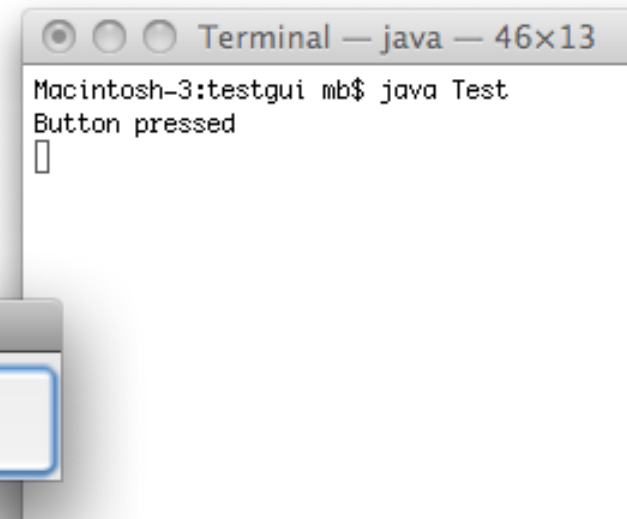 Terminal — java — 46×13
Macintosh-3:testgui mb$ java Test
Button pressed